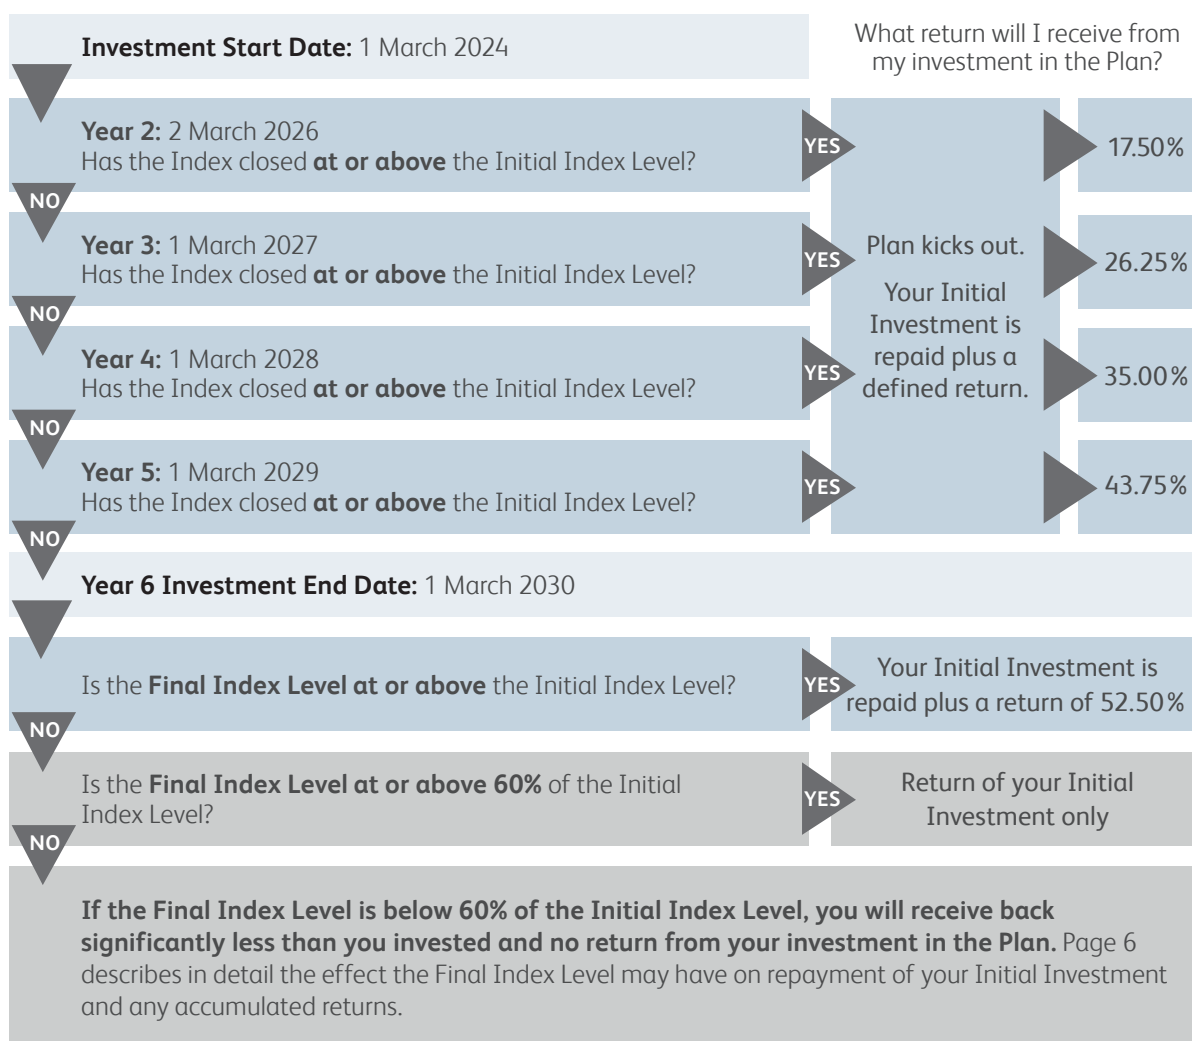 Investment Start Date: 1 March 2024
What return will I receive from
my investment in the Plan?
Year 2: 2 March 2026
Has the Index closed at or above the Initial Index Level?
YES
17.50%
NO
Year 3: 1 March 2027
Has the Index closed at or above the Initial Index Level?
YES
26.25%
NO
Year 4: 1 March 2028
Has the Index closed at or above the Initial Index Level?
YES
35.00%
NO
Year 5: 1 March 2029
Has the Index closed at or above the Initial Index Level?
YES
43.75%
Plan kicks out.
Your Initial
Investment is
repaid plus a
defined return.
NO
Year 6 Investment End Date: 1 March 2030
Is the Final Index Level at or above the Initial Index Level?
YES
Your Initial Investment is
repaid plus a return of 52.50%
NO
Is the Final Index Level at or above 60% of the Initial
Index Level?
YES
Return of your Initial
Investment only
NO
If the Final Index Level is below 60% of the Initial Index Level, you will receive back
significantly less than you invested and no return from your investment in the Plan. Page 6
describes in detail the effect the Final Index Level may have on repayment of your Initial Investment
and any accumulated returns.